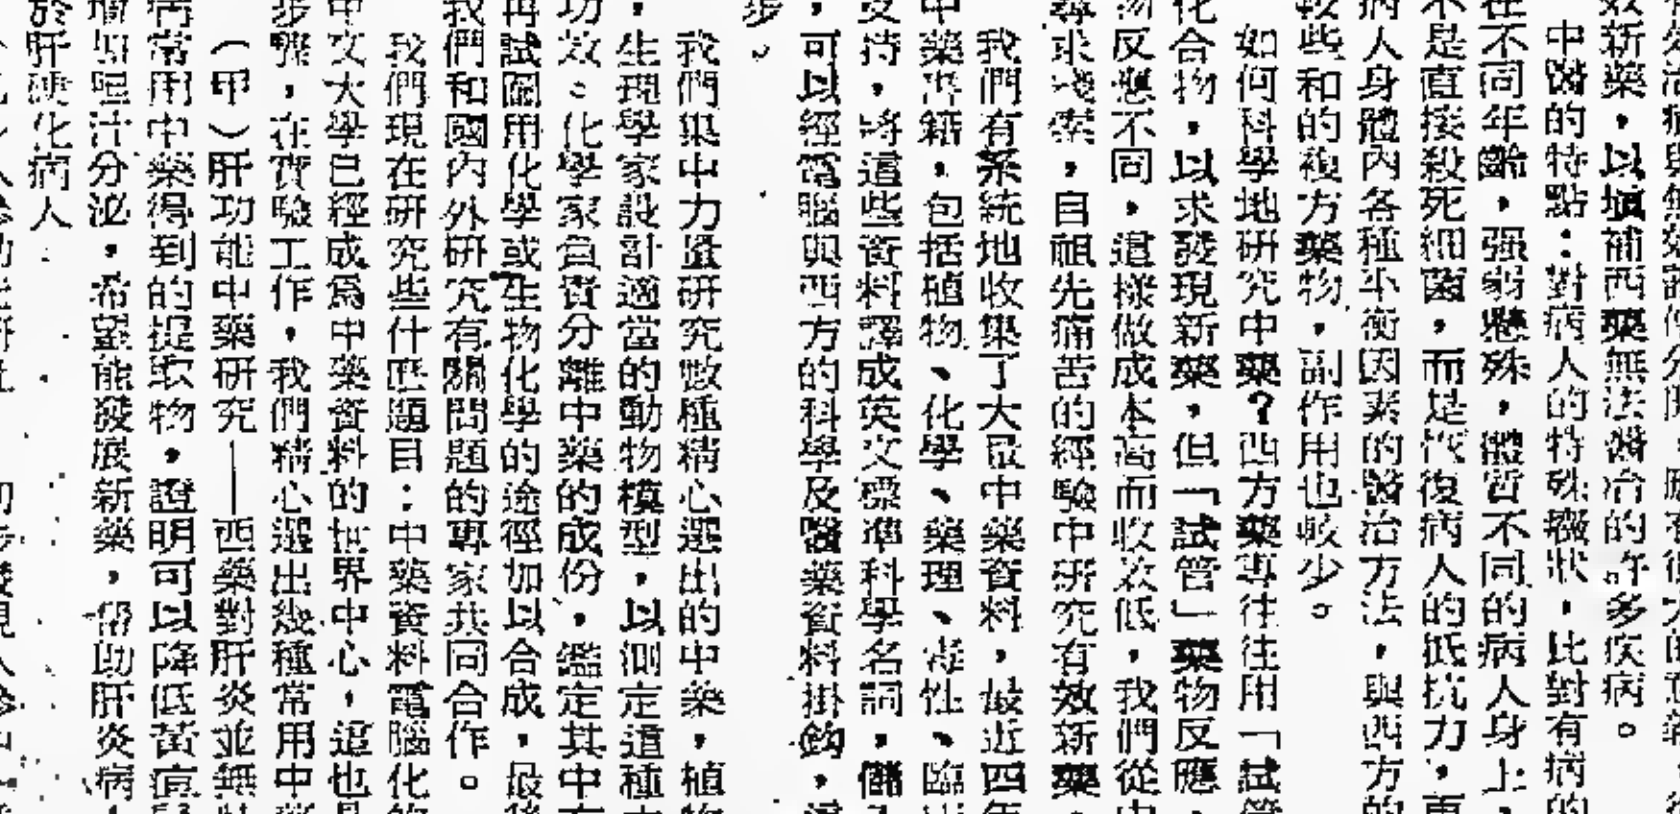 效新藥，以填補西藥無法醫治的許多疾病。
中醫的特點：對病人的特殊徵狀，比對有病的
在不同年齡，强弱懸殊，體質不同的病人身上，
不是直接殺死細菌，而是恢復病人的抵抗力，更
病人身體內各種不衡因素的醫治方法，與西方的
較些和的複方藥物，副作用也較少。
如何科學地研究中藥？西方藥專往往用「試管
化合物，以求發現新藥，但「試管」藥物反應，
物反應不同，這樣做成本高而收效低，我們從中
尋求綫索，自祖先痛苦的經驗中研究有效新藥，
我們有系統地收集了大量中藥資料，最近四年
中藥書籍，包括植物、化學、藥理、毒性、臨
支持，將這些資料譯成英文標準科學名詞，儲
，可以經電腦與西方的科學及醫藥資料掛鈎，
步。
我們集中力量研究數種精心選出的中藥，植
，生理學家設計適當的動物模型，以測定這種
功效。化學家負責分離中藥的成份，鑑定其中
再試圖用化學或生物化學的途徑加以合成，最後
我們和國內外研究有關問題的專家共同合作。
我們現在研究些什麽題目：中藥資料電腦化的
中文大學已經成爲中藥資料的世界中心，這也
步驟，在實驗工作，我們精心選出幾種常用中藥
（甲）肝功能中藥研究——西藥對肝炎並無
病常用中藥得到的提取物，證明可以降低黃疸
增加胆汁分泌，希望能發展新藥，帮助肝炎病
於肝硬化病人